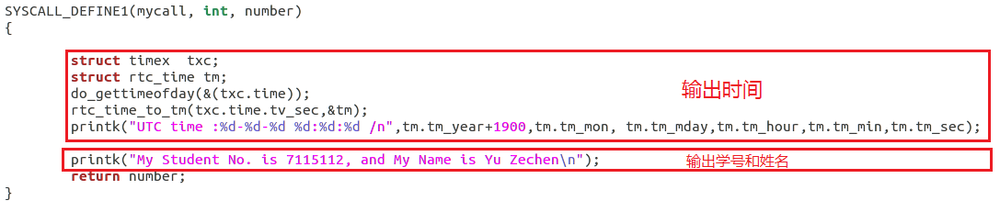 SYSCALL_DEFINE1(mycall, int, number)
{
struct timex  txc;
struct rtc_time tm;
do_gettimeofday(&(txc.time));
输出时间
rtc_time_to_tm(txc.time.tv_sec,&tm);
printk("UTC time :%d-%d-%d %d:%d:%d /n",tm.tm_year+1900,tm.tm_mon, tm.tm_mday,tm.tm_hour,tm.tm_min,tm.tm_sec);
printk("My Student No. is 7115112, and My Name is Yu Zechen\n"); 输出学号和姓名
return number;
}